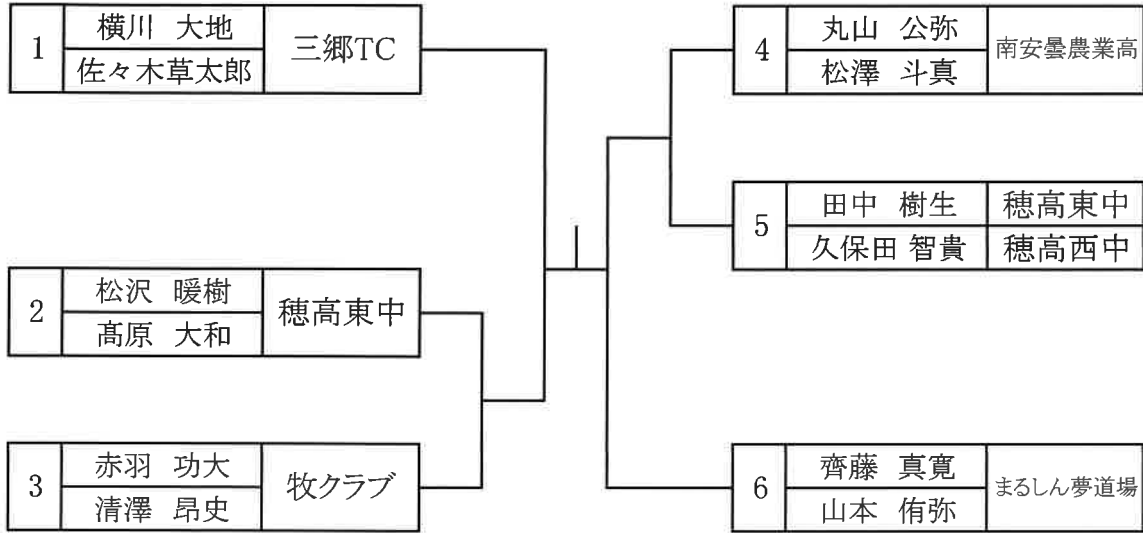 1
横川 大地
佐々木草太郎
三郷TC
2
松沢 暖樹
髙原 大和
穂高東中
3
赤羽 功大
清澤 昂史
牧クラブ
4
丸山 公弥
松澤 斗真
南安曇農業高
5
田中 樹生
穂高東中
久保田 智貴
穂高西中
6
齊藤 真寛
山本 侑弥
まるしん夢道場